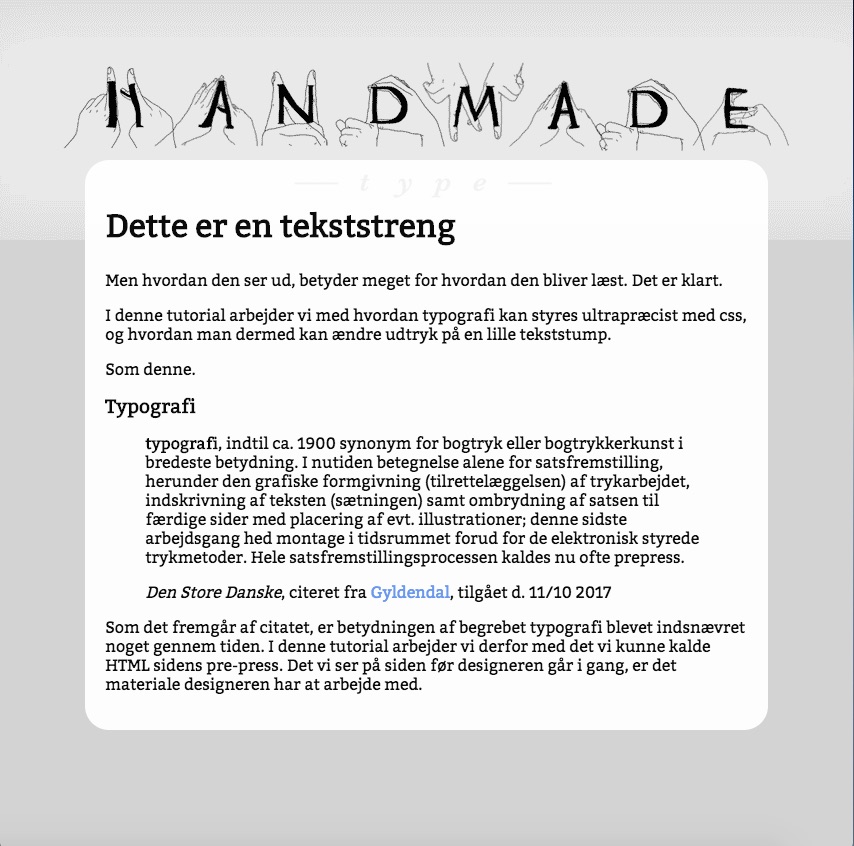 HANDMADE
type
Dette er en tekststreng
Men hvordan den ser ud, betyder meget for hvordan den bliver læst. Det er klart.
I denne tutorial arbejder vi med hvordan typografi kan styres ultrapræcist med css,
og hvordan man dermed kan ændre udtryk på en lille tekststump.
Som denne.
Typografi
typografi, indtil ca. 1900 synonym for bogtryk eller bogtrykkerkunst i
bredeste betydning. I nutiden betegnelse alene for satsfremstilling,
herunder den grafiske formgivning (tilrettelæggelsen) af trykarbejdet,
indskrivning af teksten (sætningen) samt ombrydning af satsen til
færdige sider med placering af evt. illustrationer; denne sidste
arbejdsgang hed montage i tidsrummet forud for de elektronisk styrede
trykmetoder. Hele satsfremstillingsprocessen kaldes nu ofte prepress.
Den Store Danske, citeret fra Gyldendal, tilgået d. 11/10 2017
Som det fremgår af citatet, er betydningen af begrebet typografi blevet indsnævret
noget gennem tiden. I denne tutorial arbejder vi derfor med det vi kunne kalde
HTML sidens pre-press. Det vi ser på siden før designeren går i gang, er det
materiale designeren har at arbejde med.